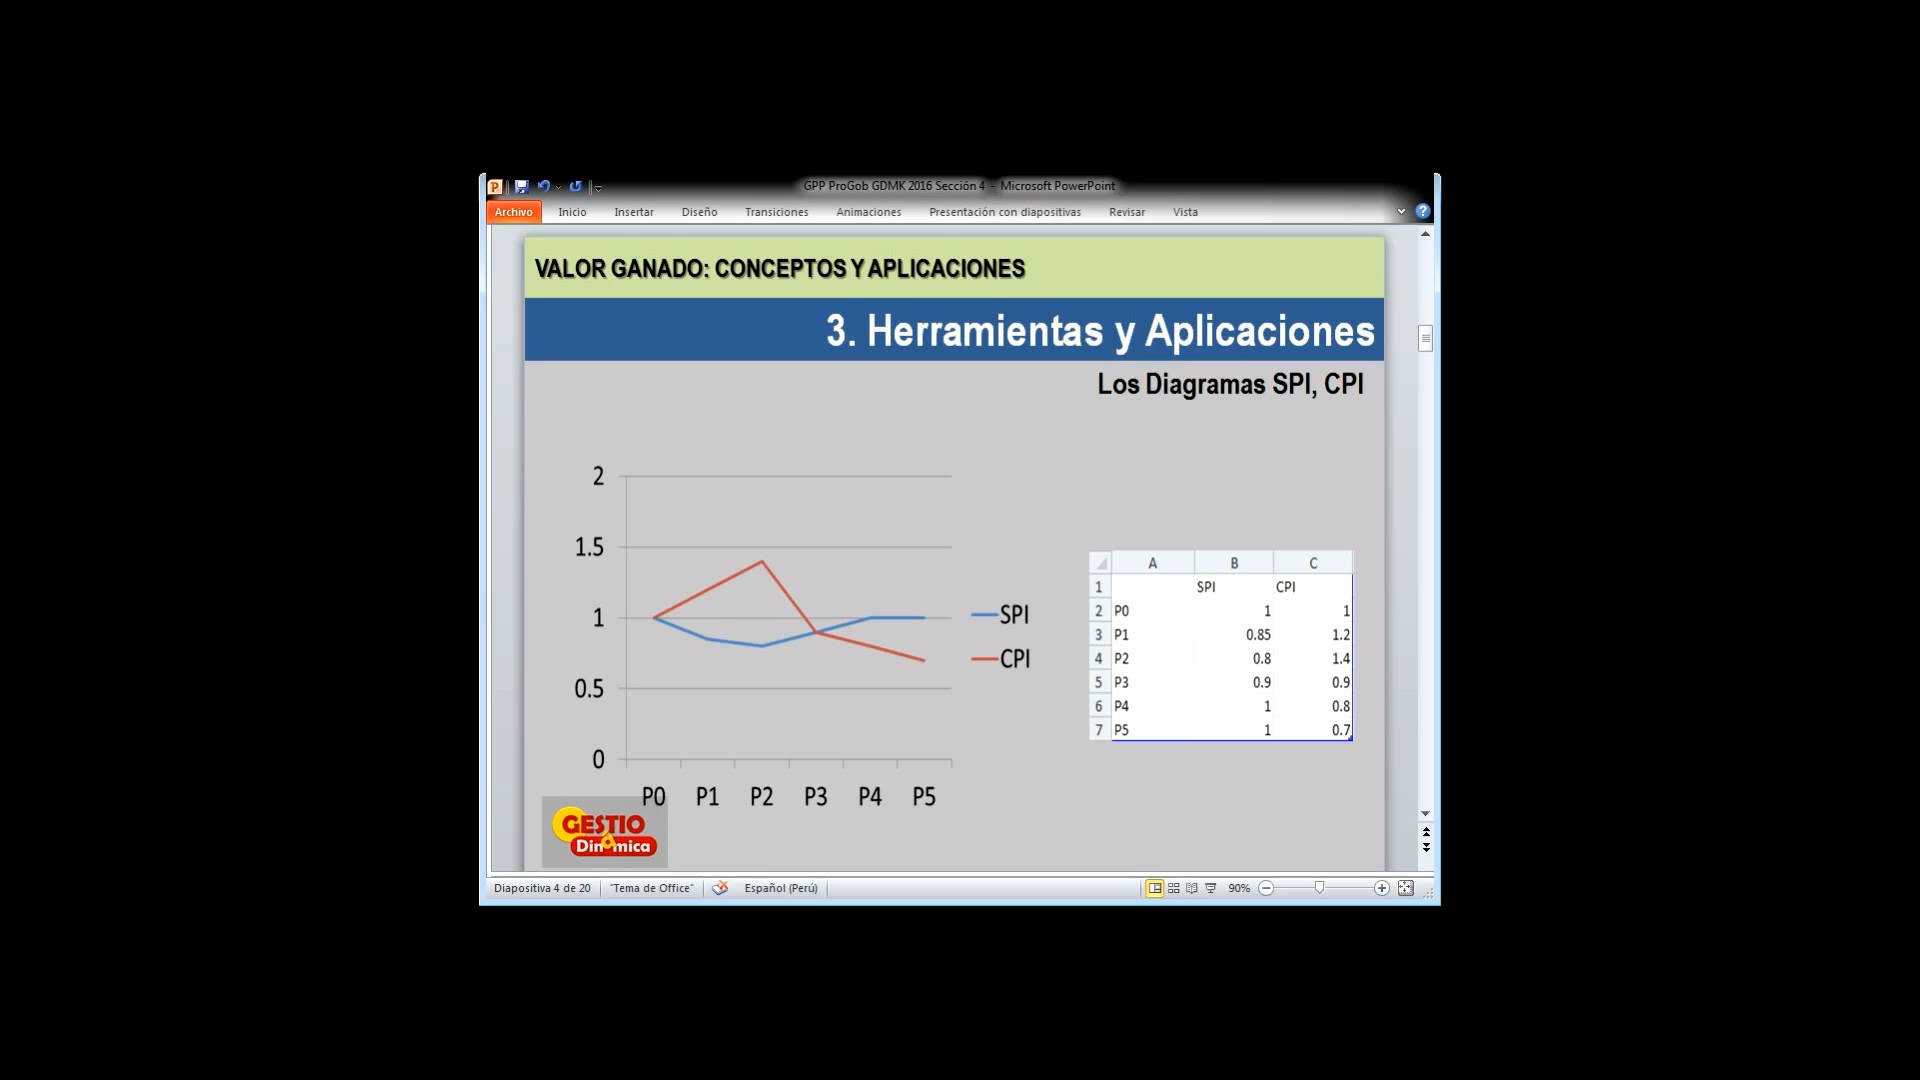 GPP ProGob GDMK 2016 Sección 4 - Microsoft PowerPoint
Archivo Inicio Insertar Diseño Transiciones Animaciones Presentación con diapositivas Revisar Vista
VALOR GANADO: CONCEPTOS Y APLICACIONES
3. Herramientas y Aplicaciones
Los Diagramas SPI, CPI
2
1.5
1
0.5
0
P0 P1 P2 P3 P4 P5
SPI
CPI
A B C
1 SPI CPI
2 P0 1 1
3 P1 0.85 1.2
4 P2 0.8 1.4
5 P3 0.9 0.9
6 P4 1 0.8
7 P5 1 0.7
GESTIO
Dinámica
Diapositiva 4 de 20 "Tema de Office" Español (Perú) 90%